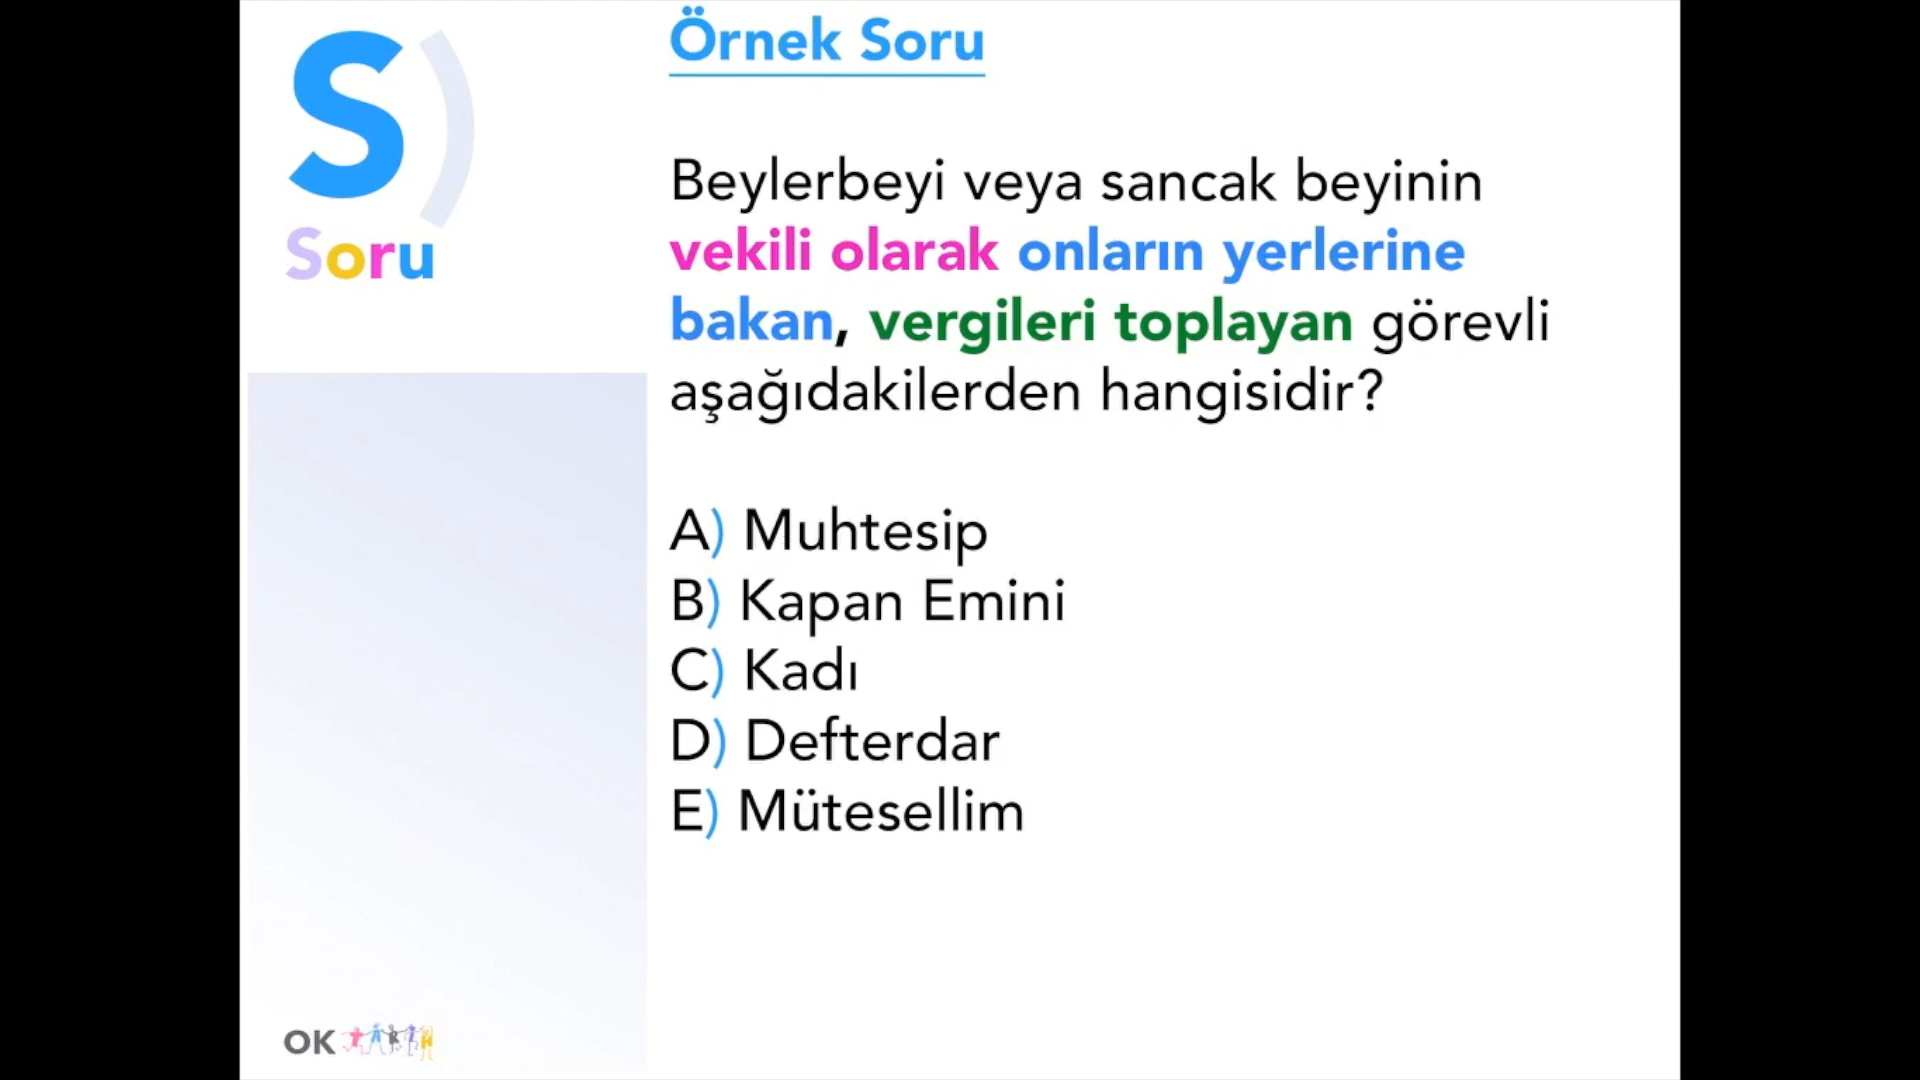 S)
Soru
Örnek Soru
Beylerbeyi veya sancak beyinin
vekili olarak onların yerlerine
bakan, vergileri toplayan görevli
aşağıdakilerden hangisidir?
A) Muhtesip
B) Kapan Emini
C) Kadı
D) Defterdar
E) Mütesellim
OK TARİH